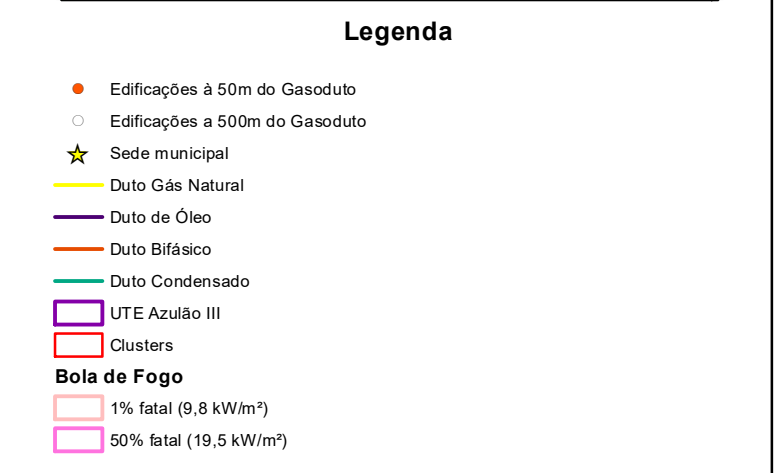 Legenda
Edificações à 50m do Gasoduto
Edificações a 500m do Gasoduto
Sede municipal
Duto Gás Natural
Duto de Óleo
Duto Bifásico
Duto Condensado
UTE Azulão III
Clusters
Bola de Fogo
1% fatal (9,8 kW/m²)
50% fatal (19,5 kW/m²)